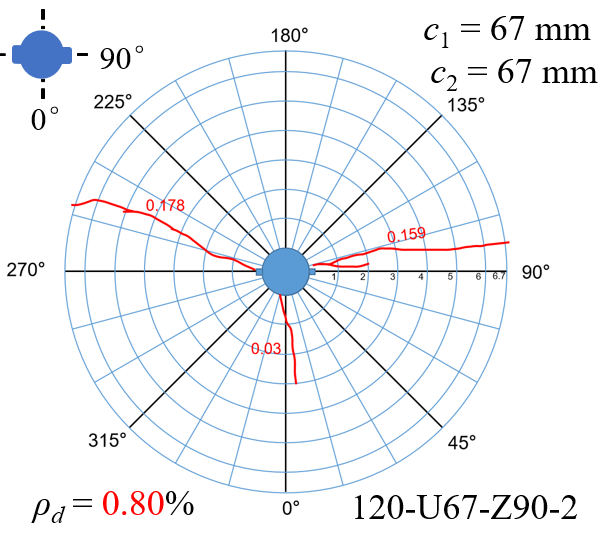 c1 = 67 mm
c2 = 67 mm
90°
0°
180°
225°
135°
0.178
0.159
270°
1 2 3 4 5 6 6.7
90°
0.03
315°
45°
0°
ρd = 0.80%
120-U67-Z90-2